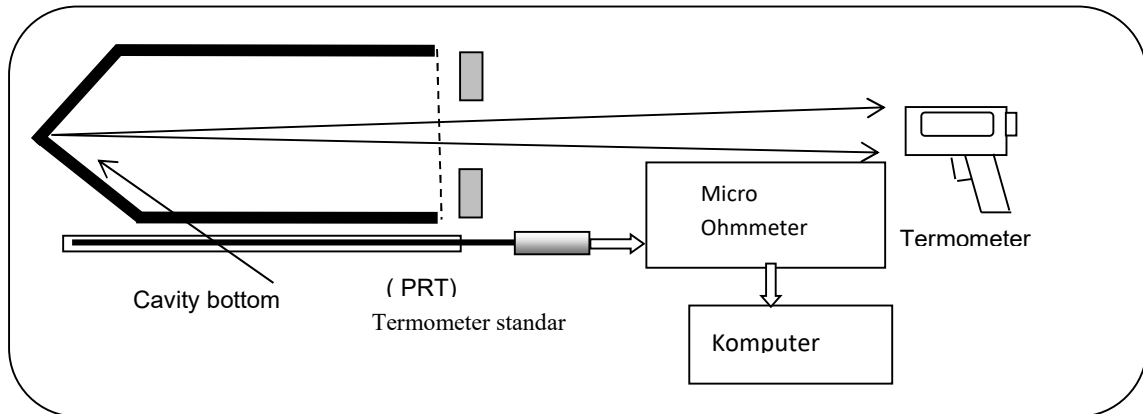 Micro
Ohmmeter
Termometer
Cavity bottom
( PRT)
Termometer standar
Komputer